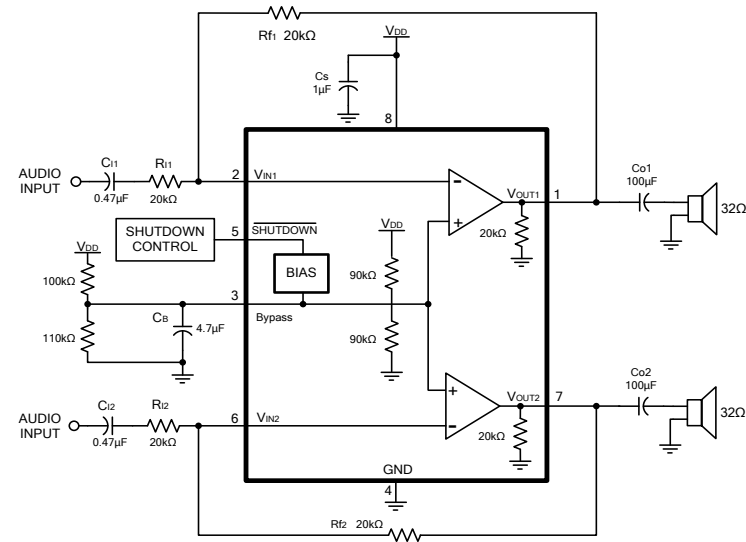 Rf1 20kΩ
VDD
Cs
1µF
8
AUDIO
INPUT
CI1
0.47µF
RI1
20kΩ
2
VIN1
VOUT1
1
Co1
100µF
32Ω
SHUTDOWN
CONTROL
5
SHUTDOWN
VDD
20kΩ
BIAS
VDD
100kΩ
90kΩ
3
Bypass
CB
4.7µF
110kΩ
90kΩ
AUDIO
INPUT
CI2
0.47µF
RI2
20kΩ
6
VIN2
VOUT2
7
Co2
100µF
32Ω
20kΩ
GND
4
Rf2 20kΩ
-
+
+
-